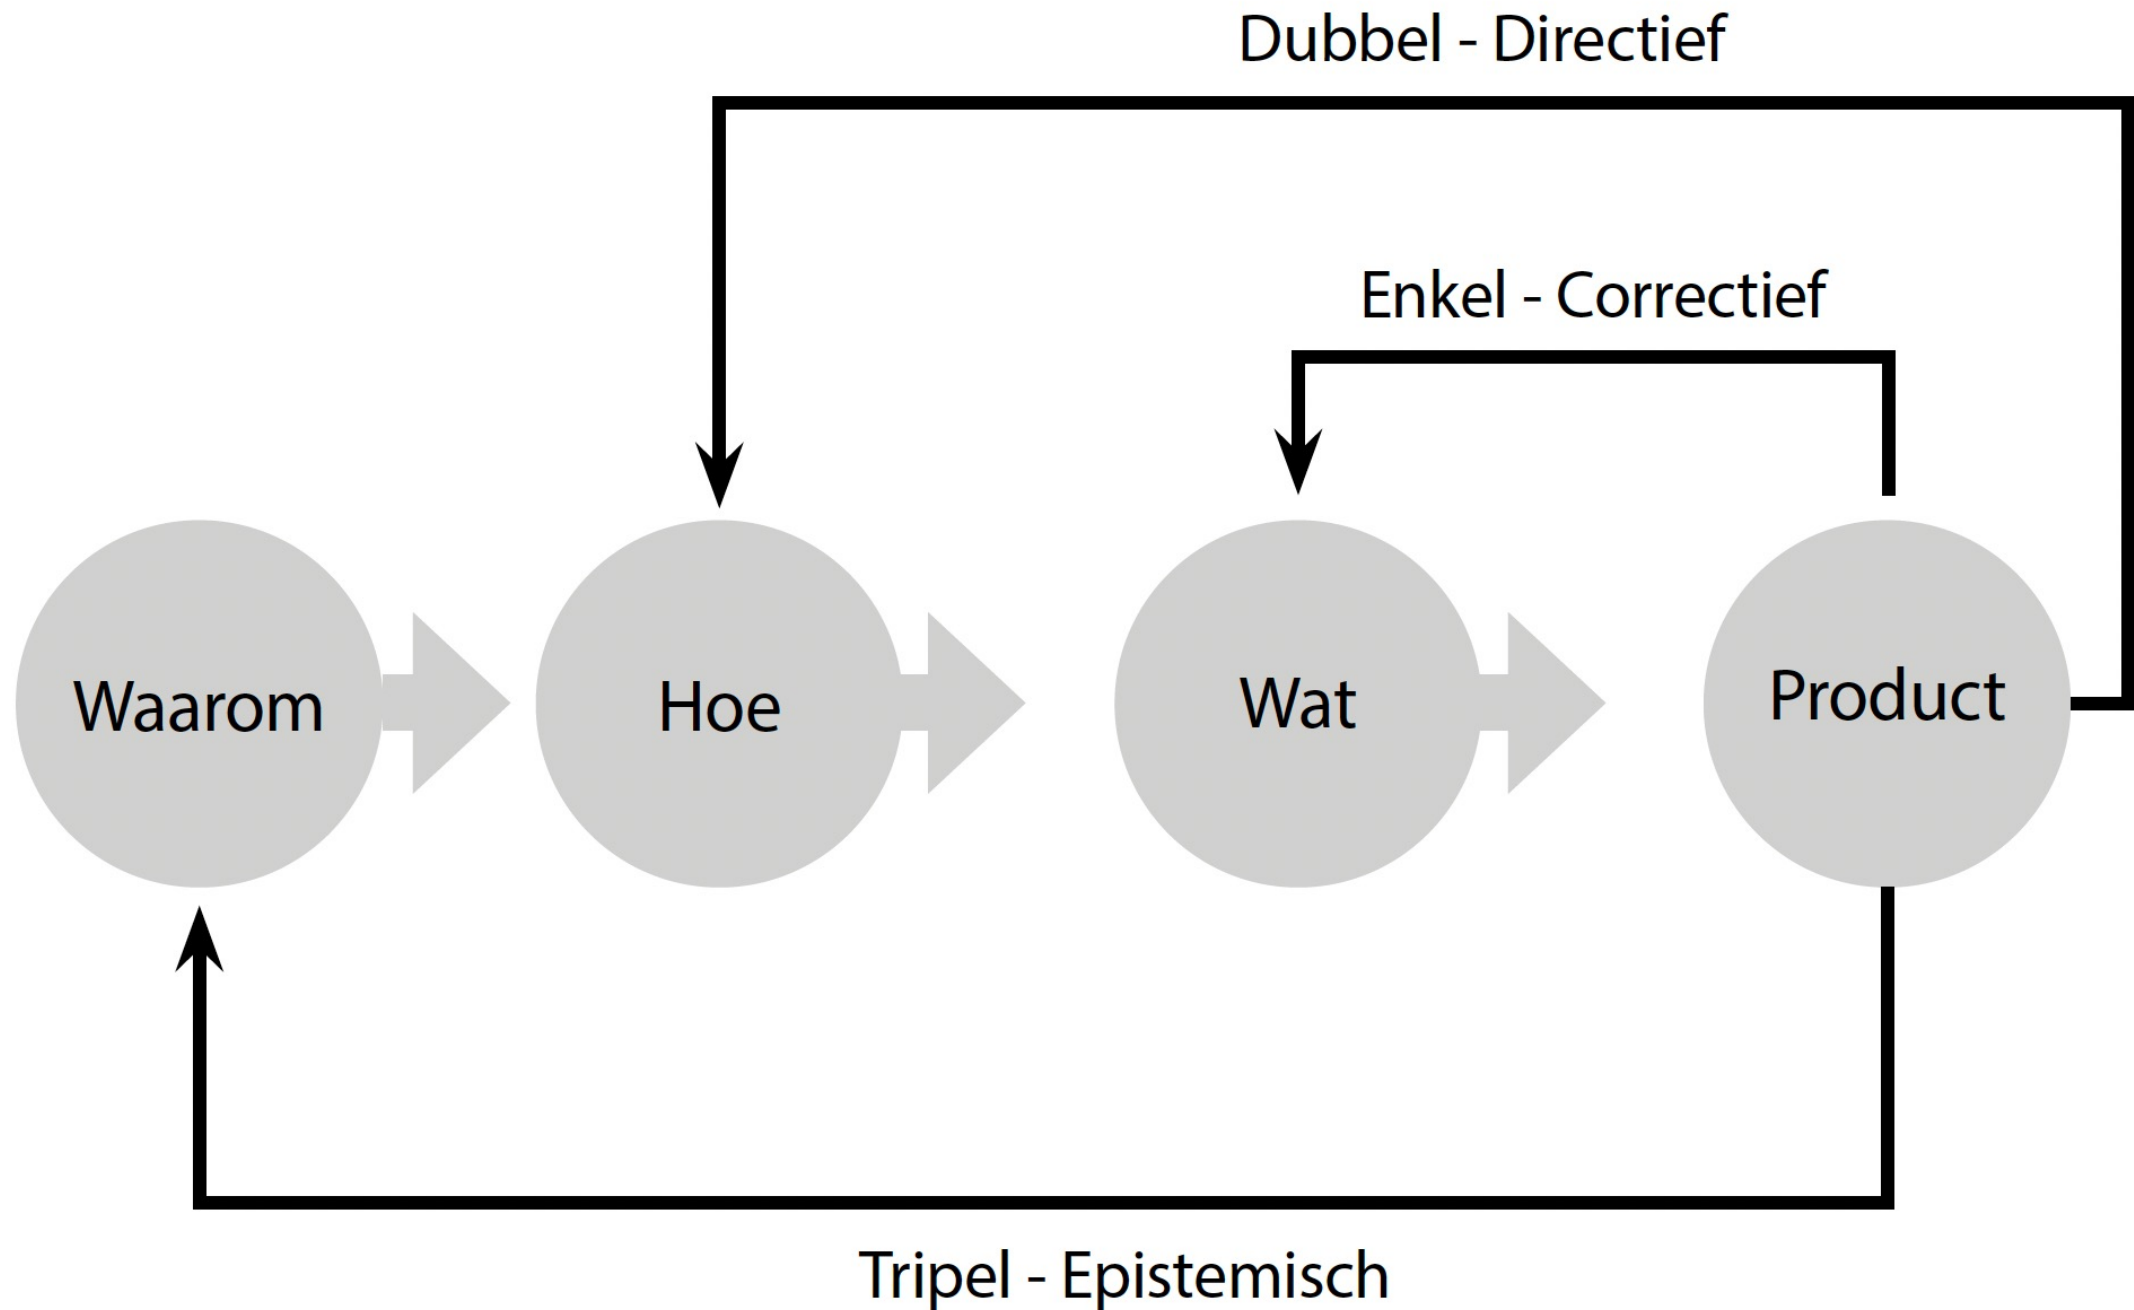 Dubbel - Directief
Enkel - Correctief
Waarom
Hoe
Wat
Product
Tripel - Epistemisch